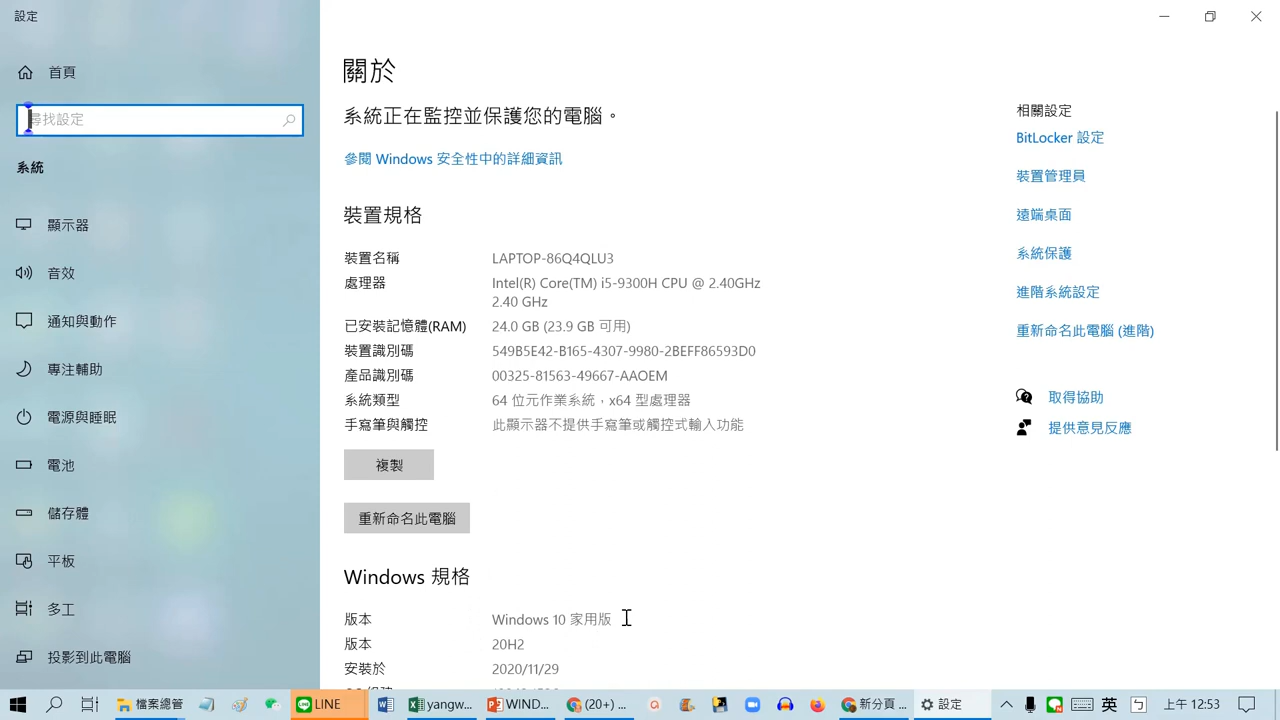 設定
首頁
尋找設定
系統
顯示器
音效
通知與動作
專注輔助
電源與睡眠
電池
儲存體
平板
多工
投影到此電腦
關於
系統正在監控並保護您的電腦。
參閱 Windows 安全性中的詳細資訊
裝置規格
裝置名稱 LAPTOP-86Q4QLU3
處理器 Intel(R) Core(TM) i5-9300H CPU @ 2.40GHz
2.40 GHz
已安裝記憶體(RAM) 24.0 GB (23.9 GB 可用)
裝置識別碼 549B5E42-B165-4307-9980-2BEFF86593D0
產品識別碼 00325-81563-49667-AAOEM
系統類型 64 位元作業系統，x64 型處理器
手寫筆與觸控 此顯示器不提供手寫筆或觸控式輸入功能
複製
重新命名此電腦
Windows 規格
版本 Windows 10 家用版
版本 20H2
安裝於 2020/11/29
相關設定
BitLocker 設定
裝置管理員
遠端桌面
系統保護
進階系統設定
重新命名此電腦 (進階)
取得協助
提供意見反應
檔案總管 LINE yangw... WIND... (20+) ... 新分頁 ... 設定 英 ㄅ 上午 12:53